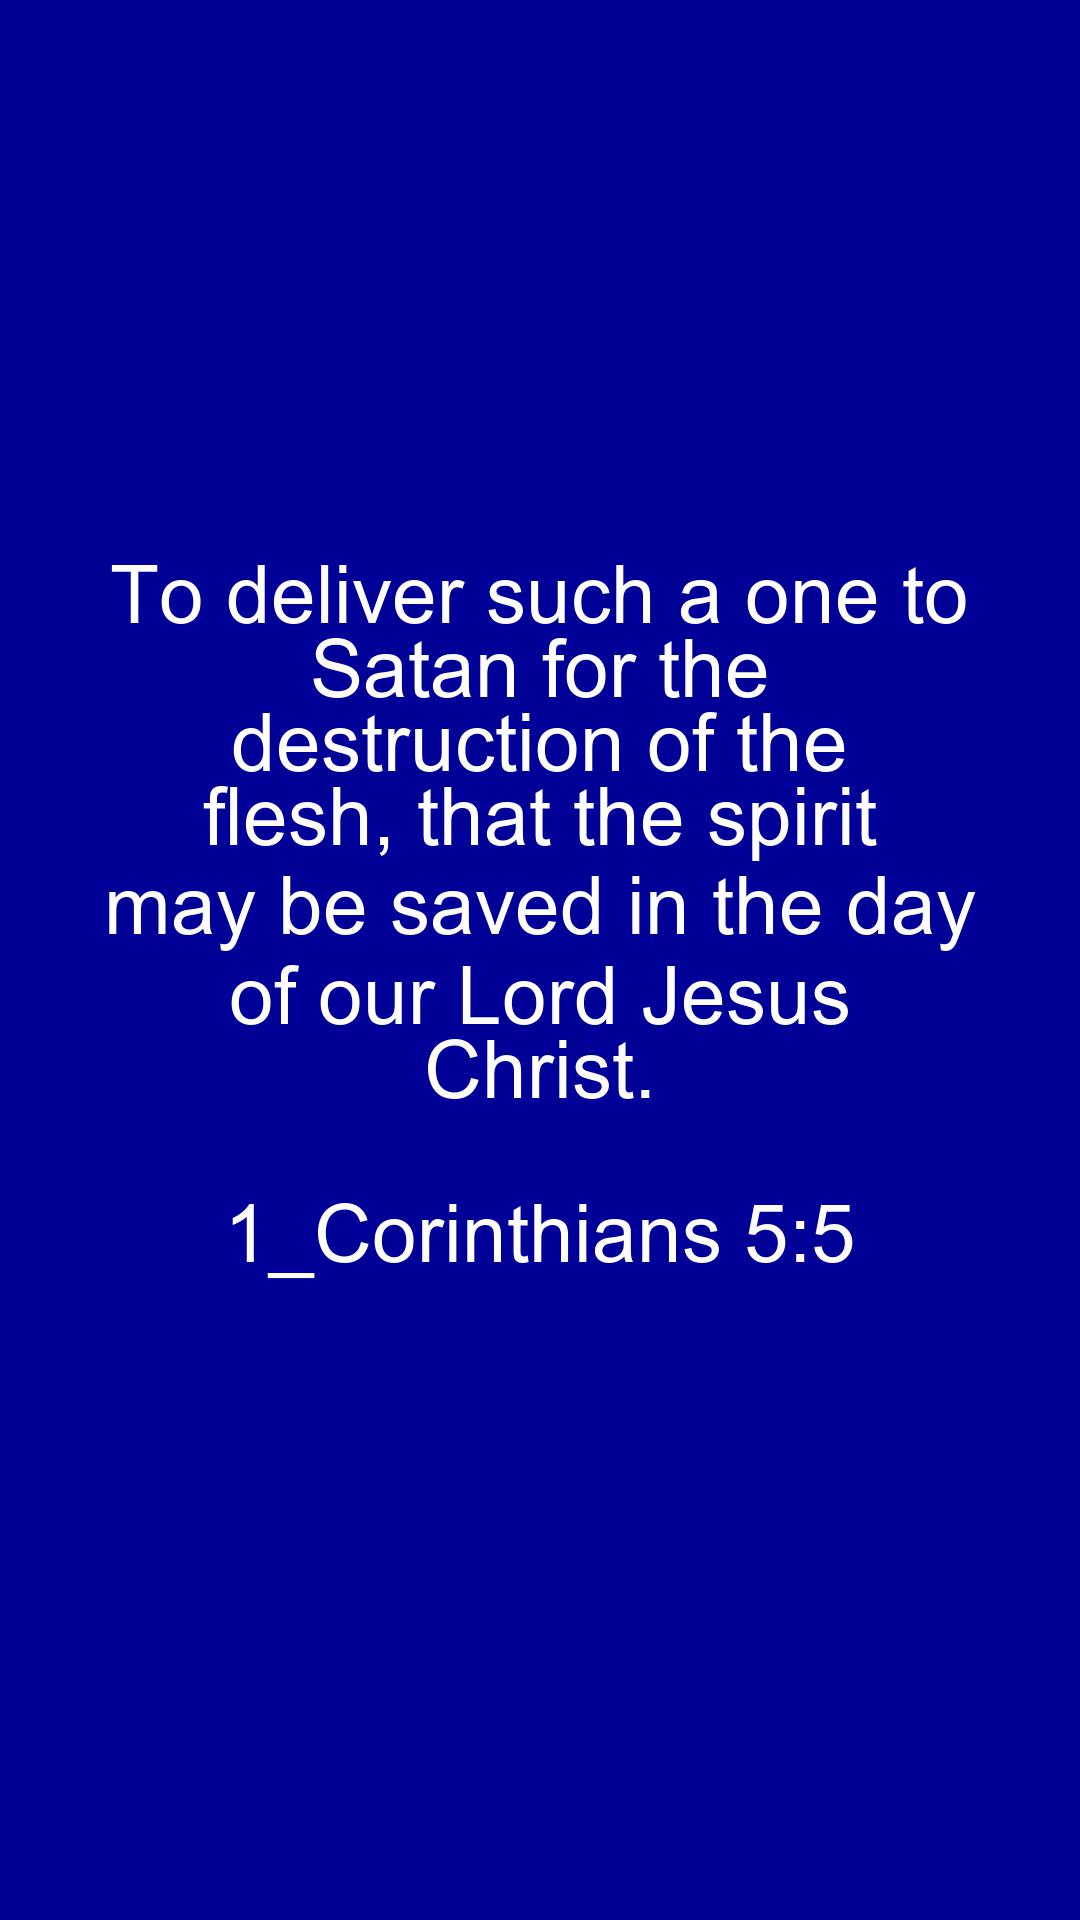 To deliver such a one to
Satan for the
destruction of the
flesh, that the spirit
may be saved in the day
of our Lord Jesus
Christ.
1_Corinthians 5:5